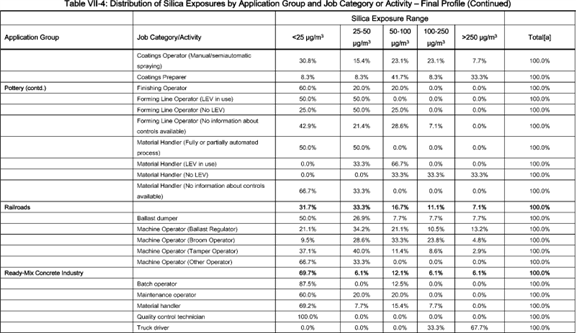 Table VII-4: Distribution of Silica Exposures by Application Group and Job Category or Activity – Final Profile (Continued)
Silica Exposure Range
Application Group Job Category/Activity <25 µg/m³ 25-50 µg/m³ 50-100 µg/m³ 100-250 µg/m³ >250 µg/m³ Total[a]
Coatings Operator (Manual/semiautomatic spraying) 30.8% 15.4% 23.1% 23.1% 7.7% 100.0%
Coatings Preparer 8.3% 8.3% 41.7% 8.3% 33.3% 100.0%
Pottery (contd.) Finishing Operator 60.0% 20.0% 20.0% 0.0% 0.0% 100.0%
Forming Line Operator (LEV in use) 50.0% 50.0% 0.0% 0.0% 0.0% 100.0%
Forming Line Operator (No LEV) 25.0% 50.0% 25.0% 0.0% 0.0% 100.0%
Forming Line Operator (No information about controls available) 42.9% 21.4% 28.6% 7.1% 0.0% 100.0%
Material Handler (Fully or partially automated process) 50.0% 50.0% 0.0% 0.0% 0.0% 100.0%
Material Handler (LEV in use) 0.0% 33.3% 66.7% 0.0% 0.0% 100.0%
Material Handler (No LEV) 0.0% 0.0% 33.3% 33.3% 33.3% 100.0%
Material Handler (No information about controls available) 66.7% 33.3% 0.0% 0.0% 0.0% 100.0%
Railroads 31.7% 33.3% 16.7% 11.1% 7.1% 100.0%
Ballast dumper 50.0% 26.9% 7.7% 7.7% 7.7% 100.0%
Machine Operator (Ballast Regulator) 21.1% 34.2% 21.1% 10.5% 13.2% 100.0%
Machine Operator (Broom Operator) 9.5% 28.6% 33.3% 23.8% 4.8% 100.0%
Machine Operator (Tamper Operator) 37.1% 40.0% 11.4% 8.6% 2.9% 100.0%
Machine Operator (Other Operator) 66.7% 33.3% 0.0% 0.0% 0.0% 100.0%
Ready-Mix Concrete Industry 69.7% 6.1% 12.1% 6.1% 6.1% 100.0%
Batch operator 87.5% 0.0% 12.5% 0.0% 0.0% 100.0%
Maintenance operator 60.0% 20.0% 20.0% 0.0% 0.0% 100.0%
Material handler 69.2% 7.7% 15.4% 7.7% 0.0% 100.0%
Quality control technician 100.0% 0.0% 0.0% 0.0% 0.0% 100.0%
Truck driver 0.0% 0.0% 0.0% 33.3% 67.7% 100.0%